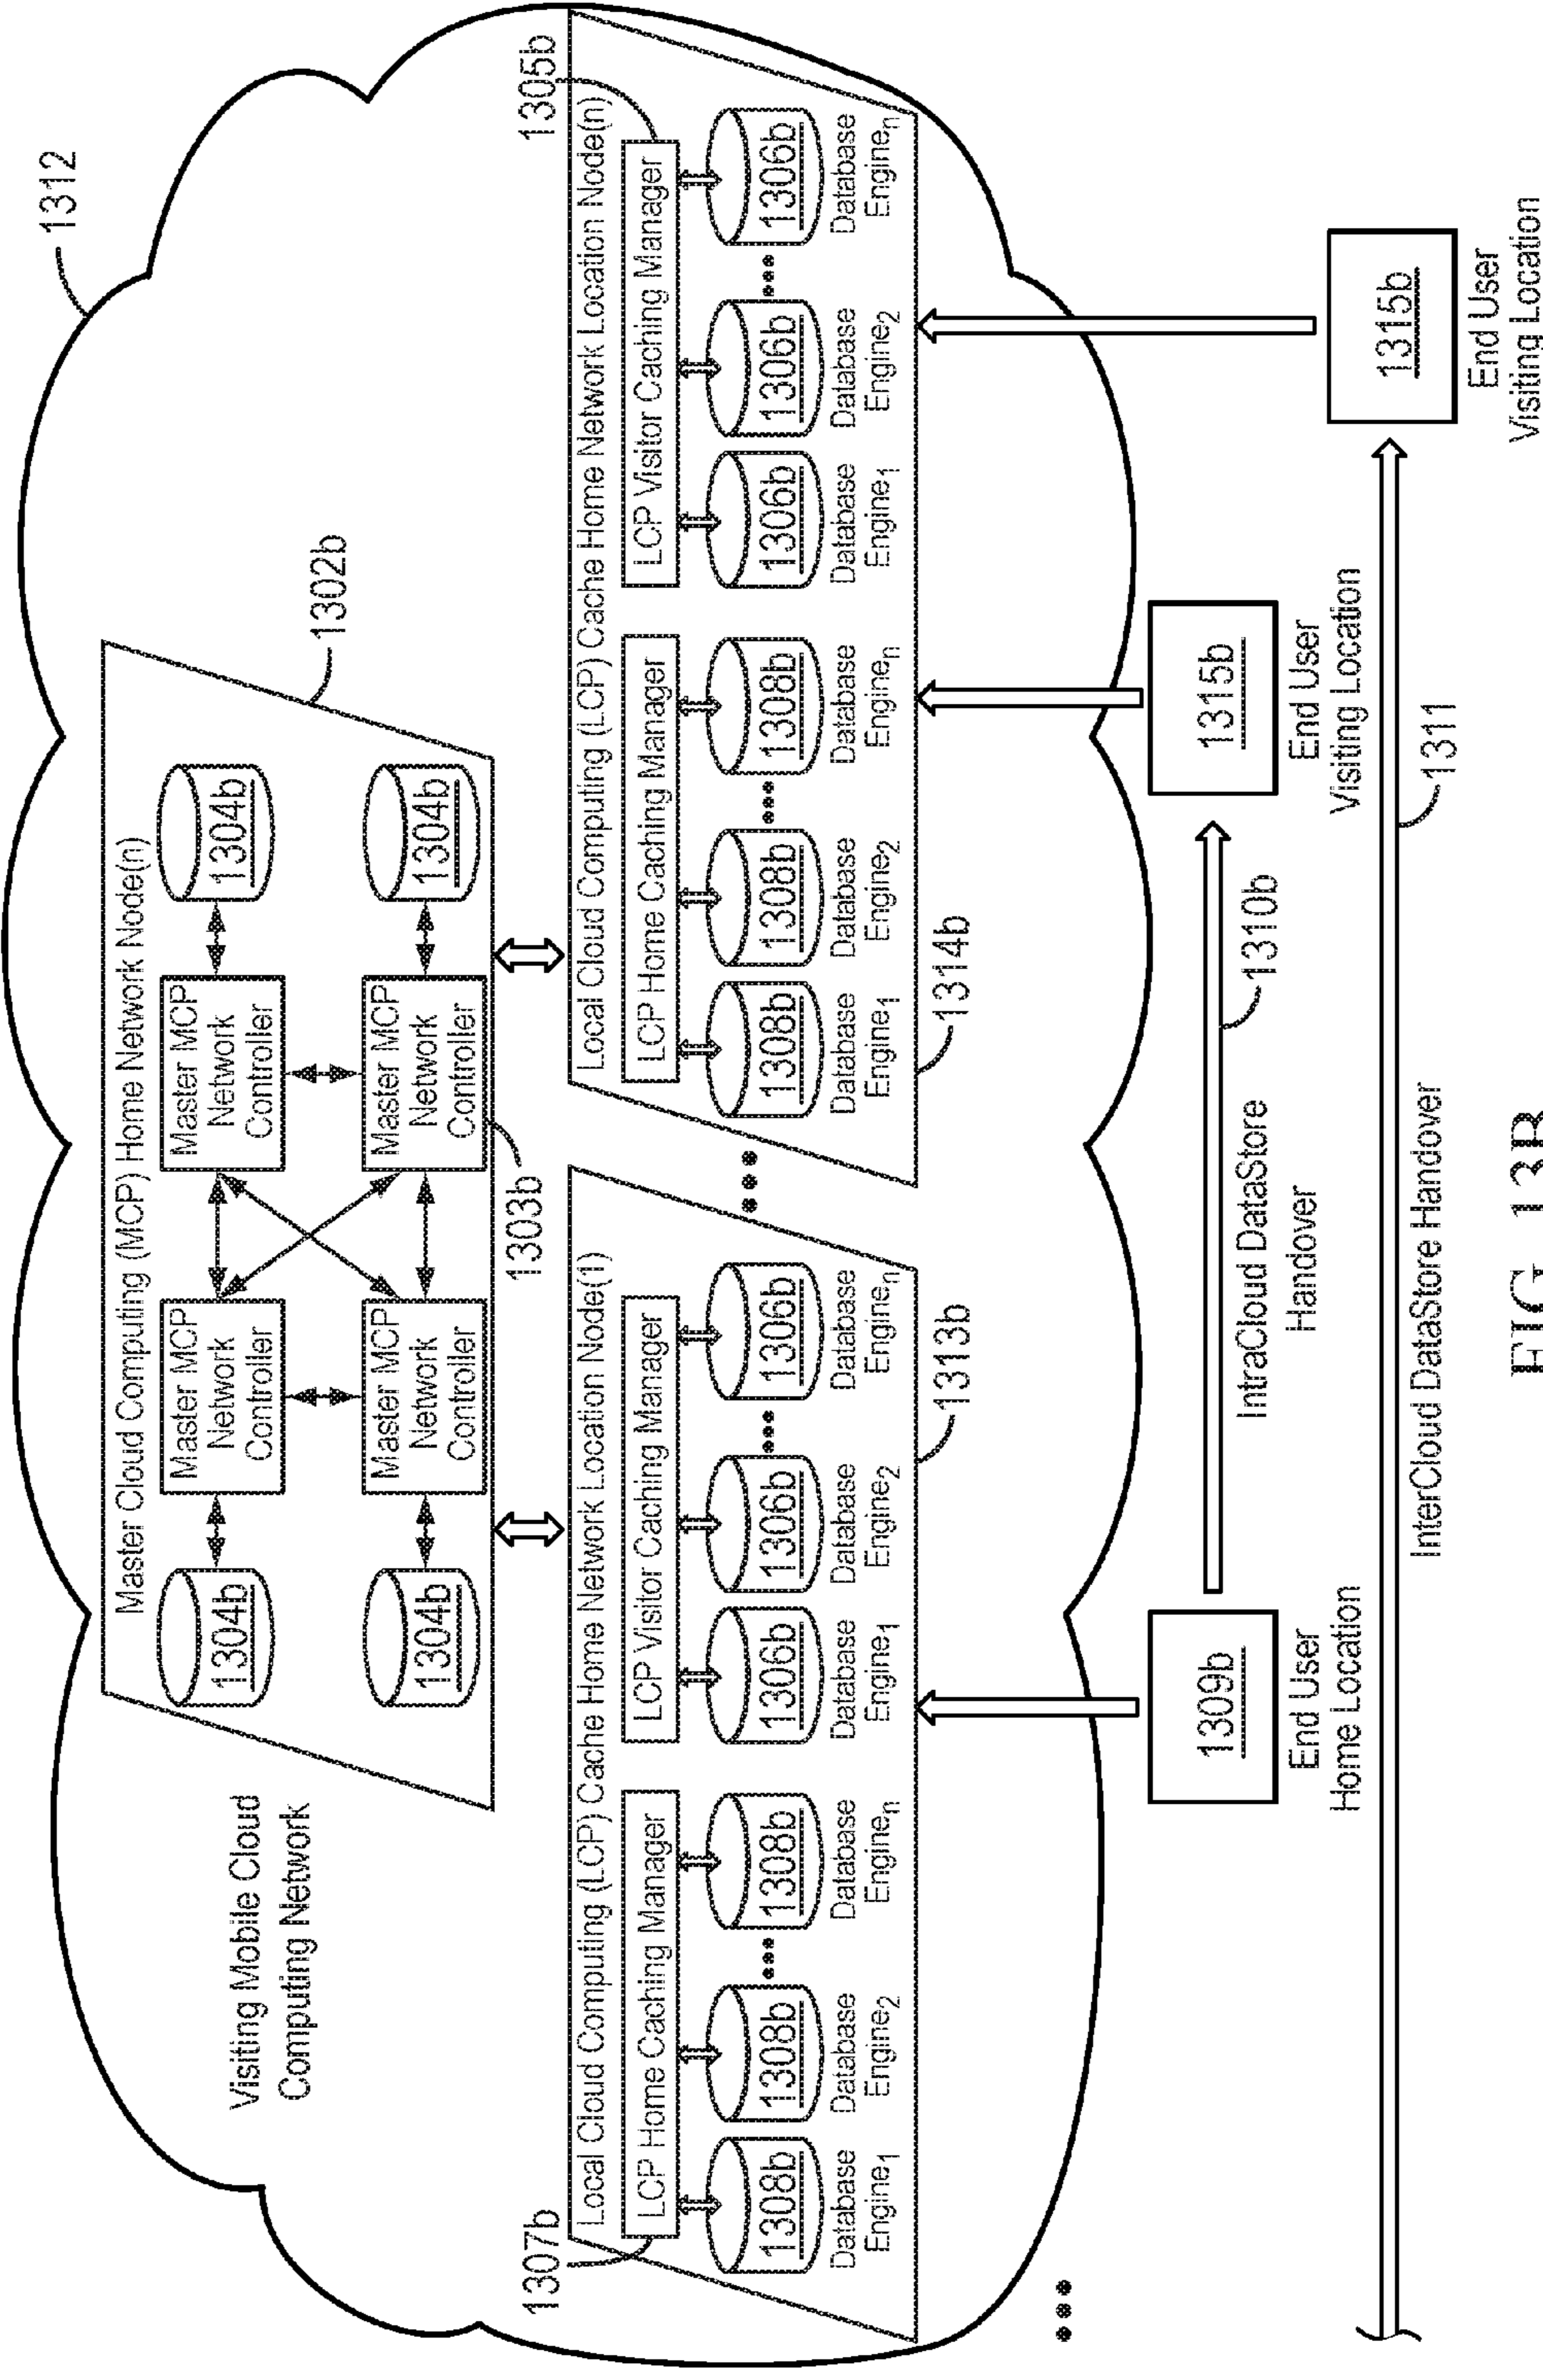 1312
Visiting Mobile Cloud
Computing Network
Master Cloud Computing (MCP) Home Network Node(n)
1302b
1304b
Master MCP
Network
Controller
Master MCP
Network
Controller
1304b
1304b
Master MCP
Network
Controller
Master MCP
Network
Controller
1304b
1303b
1307b
Local Cloud Computing (LCP) Cache Home Network Location Node(1)
LCP Home Caching Manager
LCP Visitor Caching Manager
1308b
1308b
1308b
1306b
1306b
1306b
Database
Engine1
Database
Engine2
Database
Enginen
Database
Engine1
Database
Engine2
Database
Enginen
1313b
1305b
Local Cloud Computing (LCP) Cache Home Network Location Node(n)
LCP Home Caching Manager
LCP Visitor Caching Manager
1308b
1308b
1308b
1306b
1306b
1306b
Database
Engine1
Database
Engine2
Database
Enginen
Database
Engine1
Database
Engine2
Database
Enginen
1314b
1309b
End User
Home Location
IntraCloud DataStore
Handover
1310b
1315b
End User
Visiting Location
1315b
End User
Visiting Location
InterCloud DataStore Handover
1311
FIG. 13B